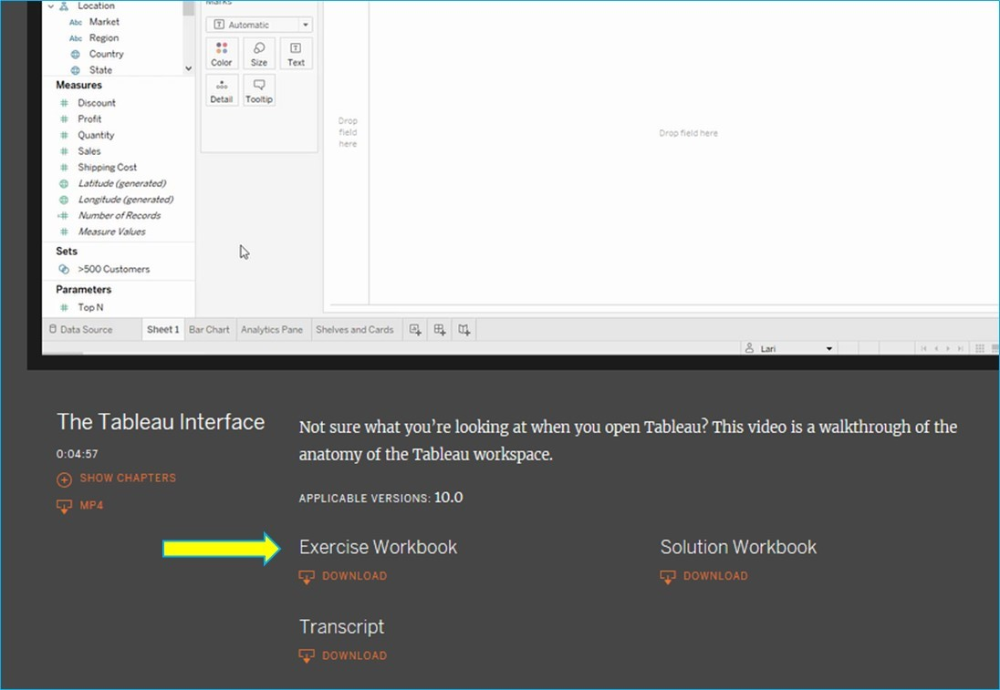 Location
Abc Market
Abc Region
Country
State
Measures
Discount
Profit
Quantity
Sales
Shipping Cost
Latitude (generated)
Longitude (generated)
Number of Records
Measure Values
Sets
>500 Customers
Parameters
Top N
Marks
Automatic
Color Size Text
Detail Tooltip
Drop
field
here
Drop field here
Data Source Sheet 1 Bar Chart Analytics Pane Shelves and Cards
Lari
The Tableau Interface
0:04:57
SHOW CHAPTERS
MP4
Not sure what you’re looking at when you open Tableau? This video is a walkthrough of the
anatomy of the Tableau workspace.
APPLICABLE VERSIONS: 10.0
Exercise Workbook
DOWNLOAD
Solution Workbook
DOWNLOAD
Transcript
DOWNLOAD